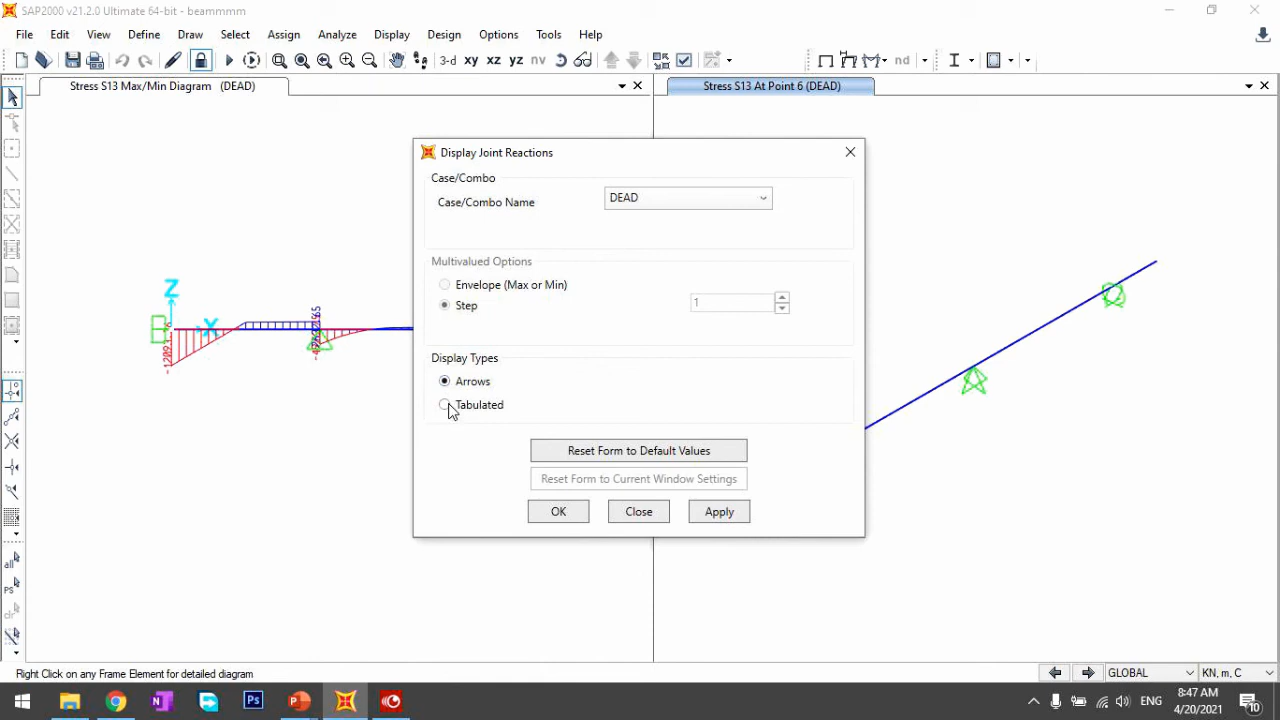 SAP2000 v21.2.0 Ultimate 64-bit - beammmm
File Edit View Define Draw Select Assign Analyze Display Design Options Tools Help
3-d xy xz yz nv nd
Stress S13 Max/Min Diagram (DEAD)
Stress S13 At Point 6 (DEAD)
Display Joint Reactions
Case/Combo
Case/Combo Name DEAD
Multivalued Options
Envelope (Max or Min)
Step 1
Display Types
Arrows
Tabulated
Reset Form to Default Values
Reset Form to Current Window Settings
OK Close Apply
Z
X
all
PS
clr
Right Click on any Frame Element for detailed diagram
GLOBAL
KN, m, C
ENG
8:47 AM
4/20/2021
10